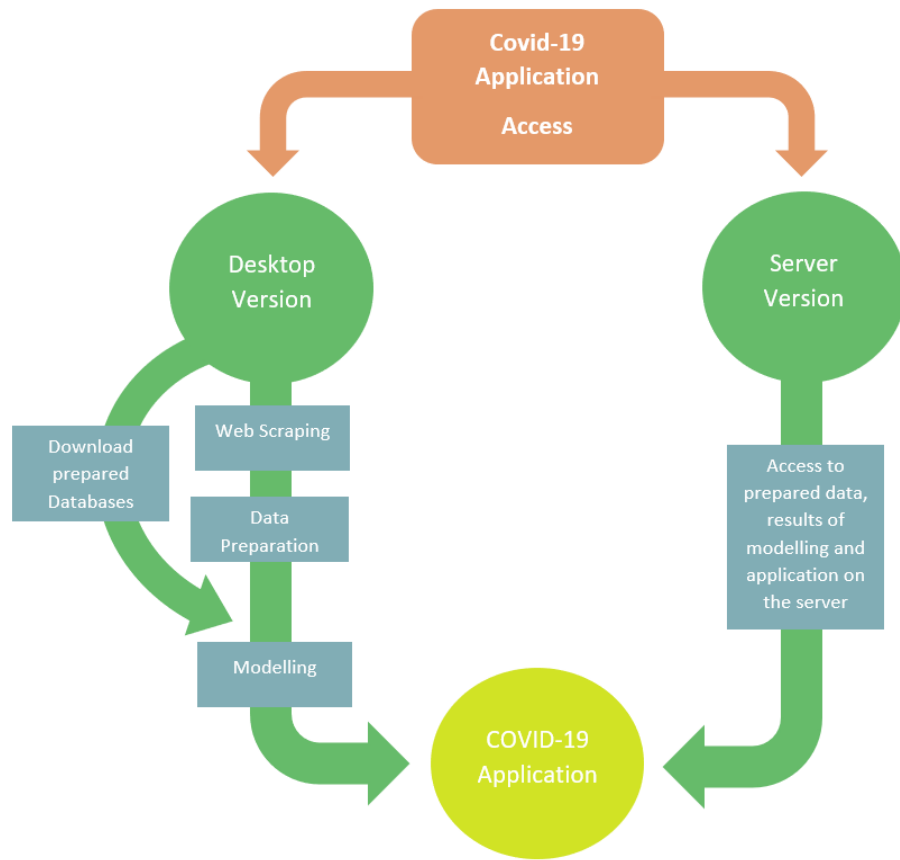 Covid-19
Application
Access
Desktop
Version
Server
Version
Download
prepared
Databases
Web Scraping
Data
Preparation
Modelling
Access to
prepared data,
results of
modelling and
application on
the server
COVID-19
Application